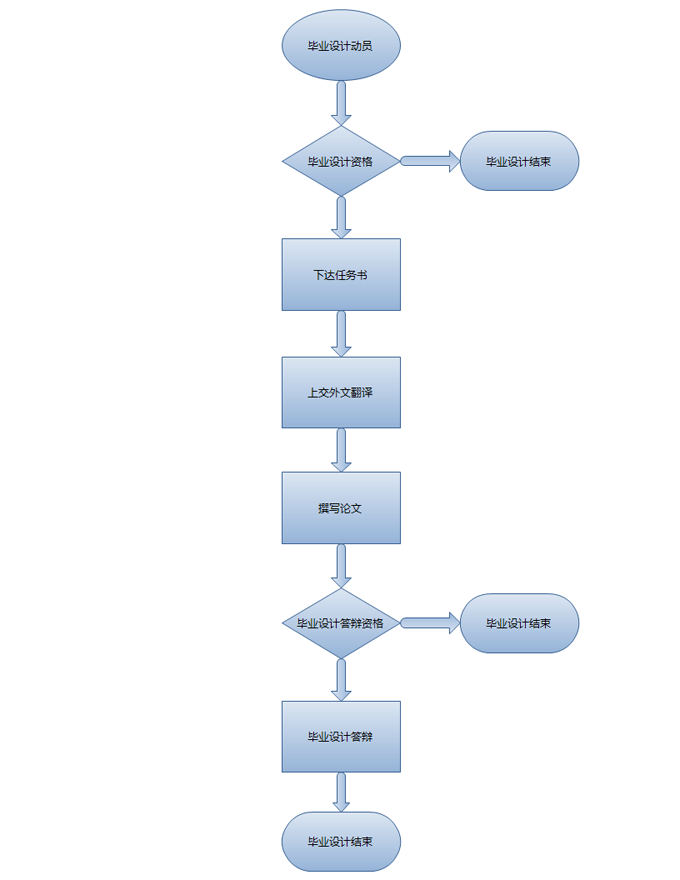 毕业设计动员
毕业设计资格
毕业设计结束
下达任务书
上交外文翻译
撰写论文
毕业设计答辩资格
毕业设计结束
毕业设计答辩
毕业设计结束